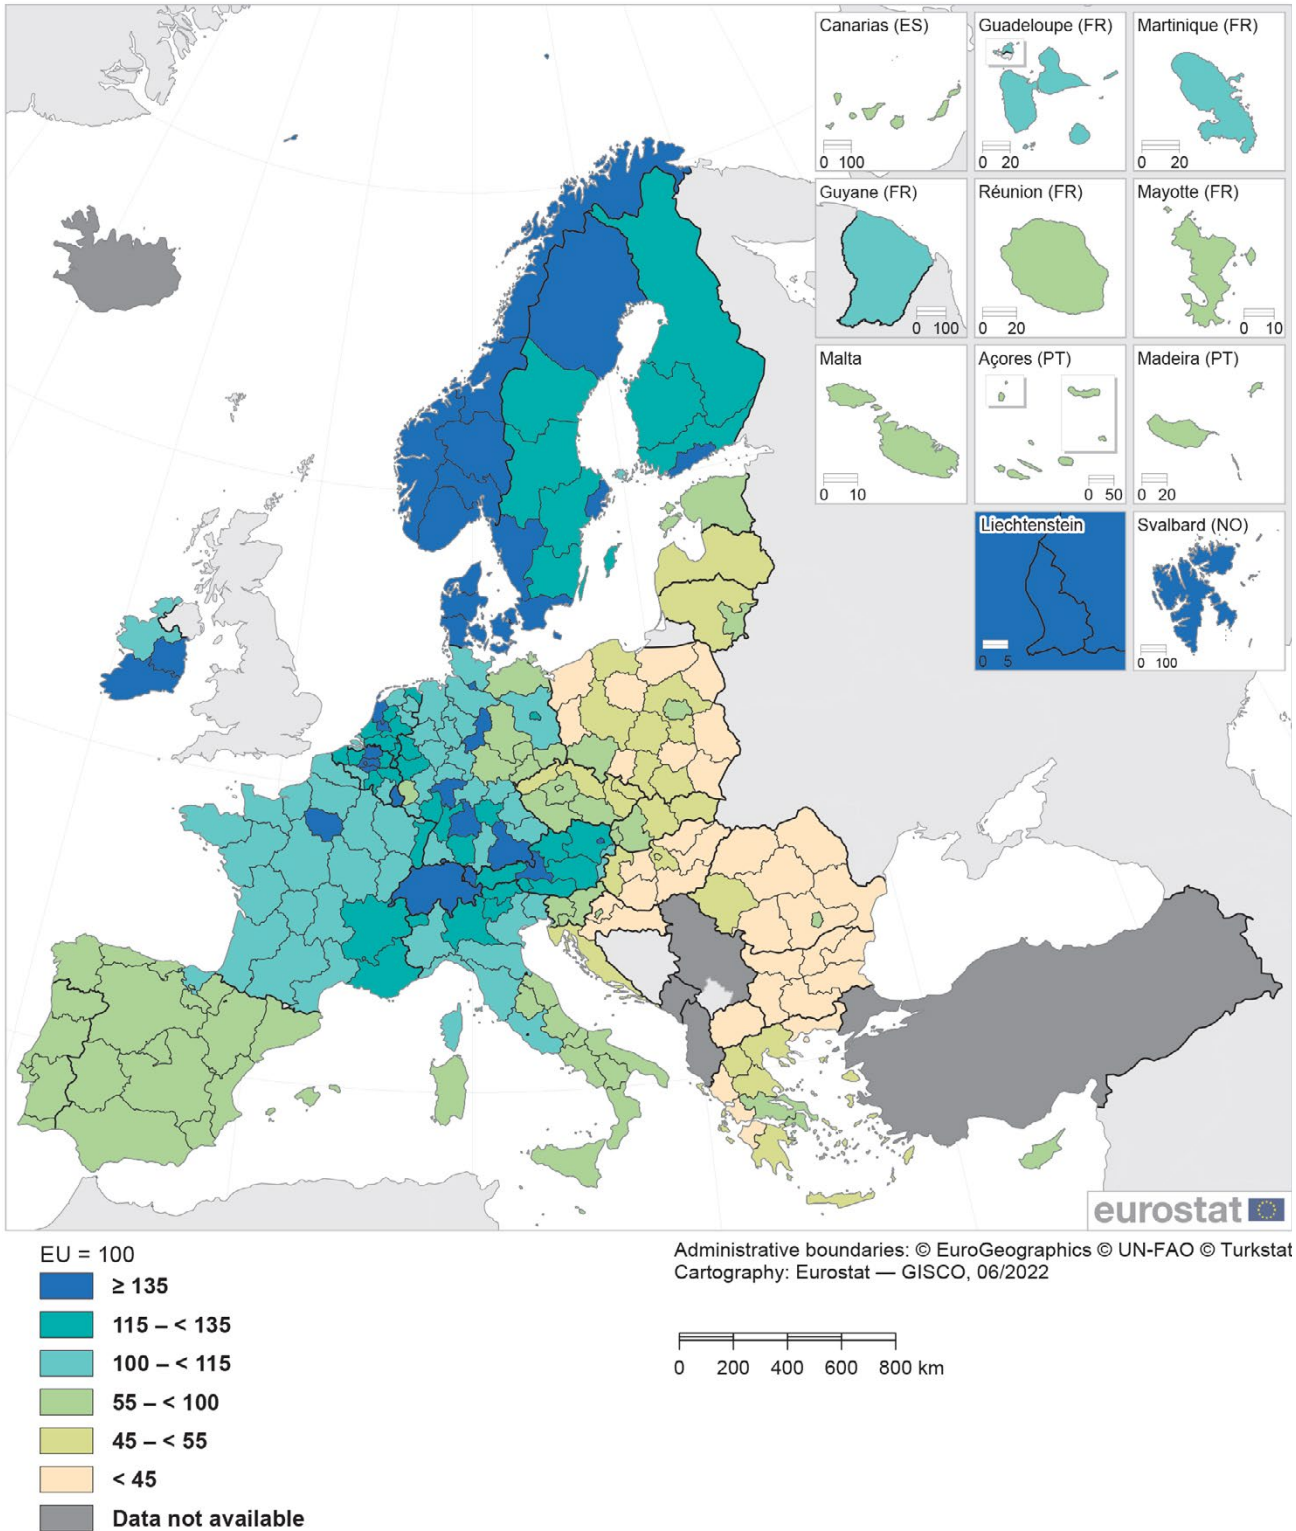 Canarias (ES)
0 100
Guadeloupe (FR)
0 20
Martinique (FR)
0 20
Guyane (FR)
0 100
Réunion (FR)
0 20
Mayotte (FR)
0 10
Malta
0 10
Açores (PT)
0 50
Madeira (PT)
0 20
Liechtenstein
0 5
Svalbard (NO)
0 100
eurostat
EU = 100
≥ 135
115 – < 135
100 – < 115
55 – < 100
45 – < 55
< 45
Data not available
Administrative boundaries: © EuroGeographics © UN-FAO © Turkstat
Cartography: Eurostat — GISCO, 06/2022
0 200 400 600 800 km